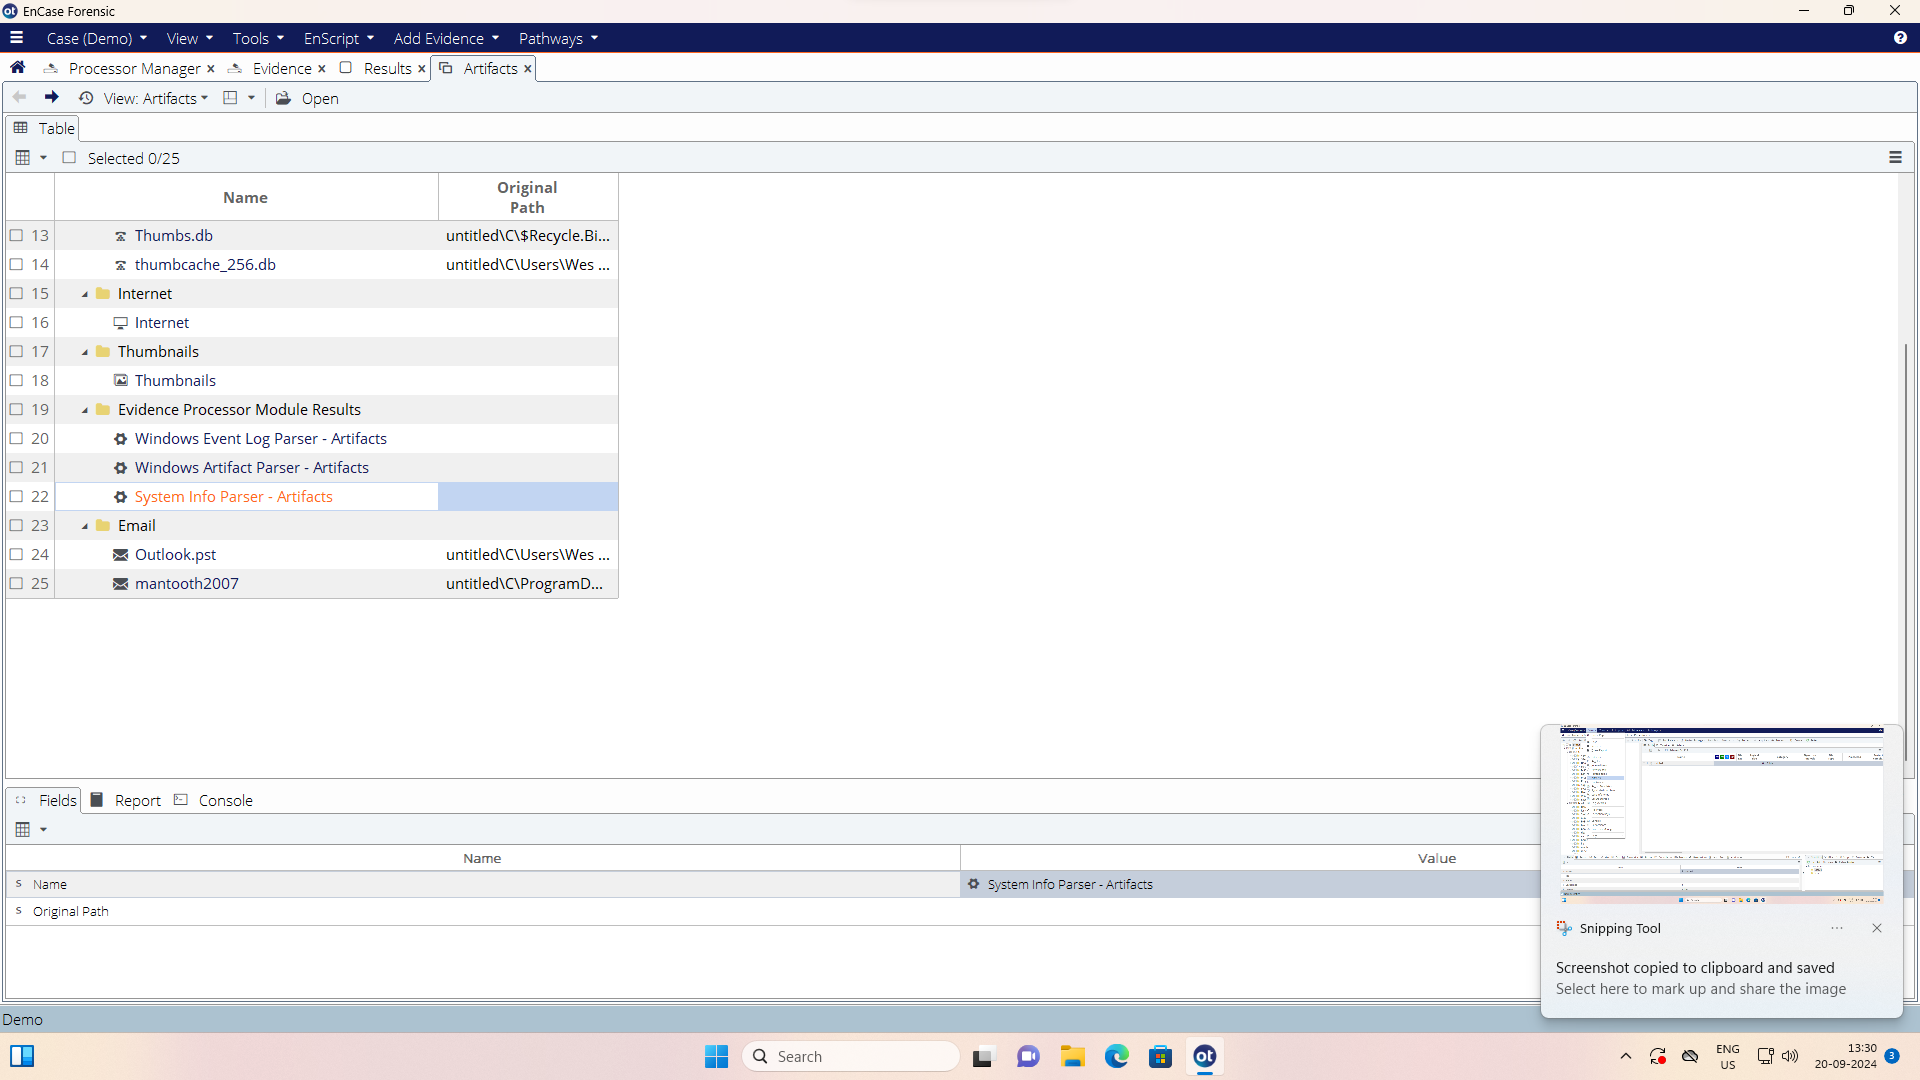 EnCase Forensic
Case (Demo) View Tools EnScript Add Evidence Pathways
Processor Manager Evidence Results Artifacts
View: Artifacts Open
Table
Selected 0/25
Name Original Path
13 Thumbs.db untitled\C\$Recycle.Bi...
14 thumbcache_256.db untitled\C\Users\Wes ...
15 Internet
16 Internet
17 Thumbnails
18 Thumbnails
19 Evidence Processor Module Results
20 Windows Event Log Parser - Artifacts
21 Windows Artifact Parser - Artifacts
22 System Info Parser - Artifacts
23 Email
24 Outlook.pst untitled\C\Users\Wes ...
25 mantooth2007 untitled\C\ProgramD...
Fields Report Console
Name Value
S Name System Info Parser - Artifacts
S Original Path
Snipping Tool
Screenshot copied to clipboard and saved
Select here to mark up and share the image
Demo
Search
ot
ENG
US
13:30
20-09-2024
3